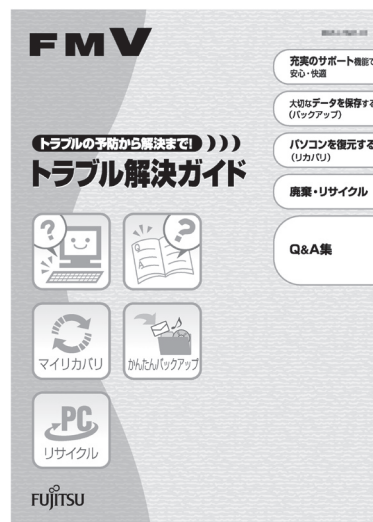 FMV
充実のサポート機能で
安心・快適
大切なデータを保存する
(バックアップ)
パソコンを復元する
(リカバリ)
廃棄・リサイクル
Q&A集
トラブルの予防から解決まで!
トラブル解決ガイド
?
?
マイリカバリ
かんたんバックアップ
PC
リサイクル
FUJITSU